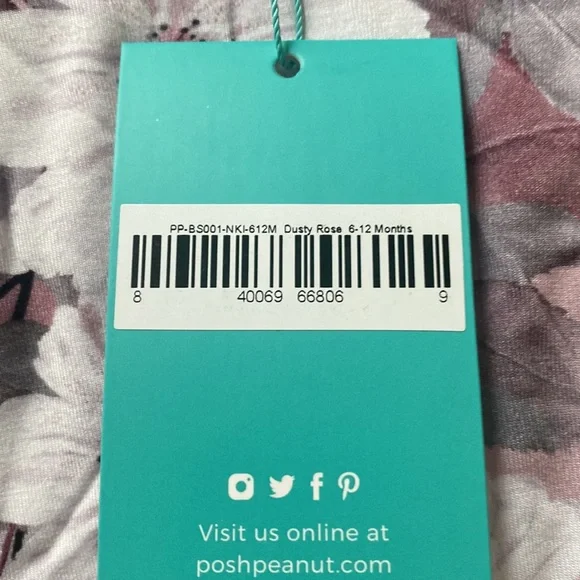 PP-BS001-NKI-612M Dusty Rose 6-12 Months
8 40069 66806 9
Visit us online at
poshpeanut.com